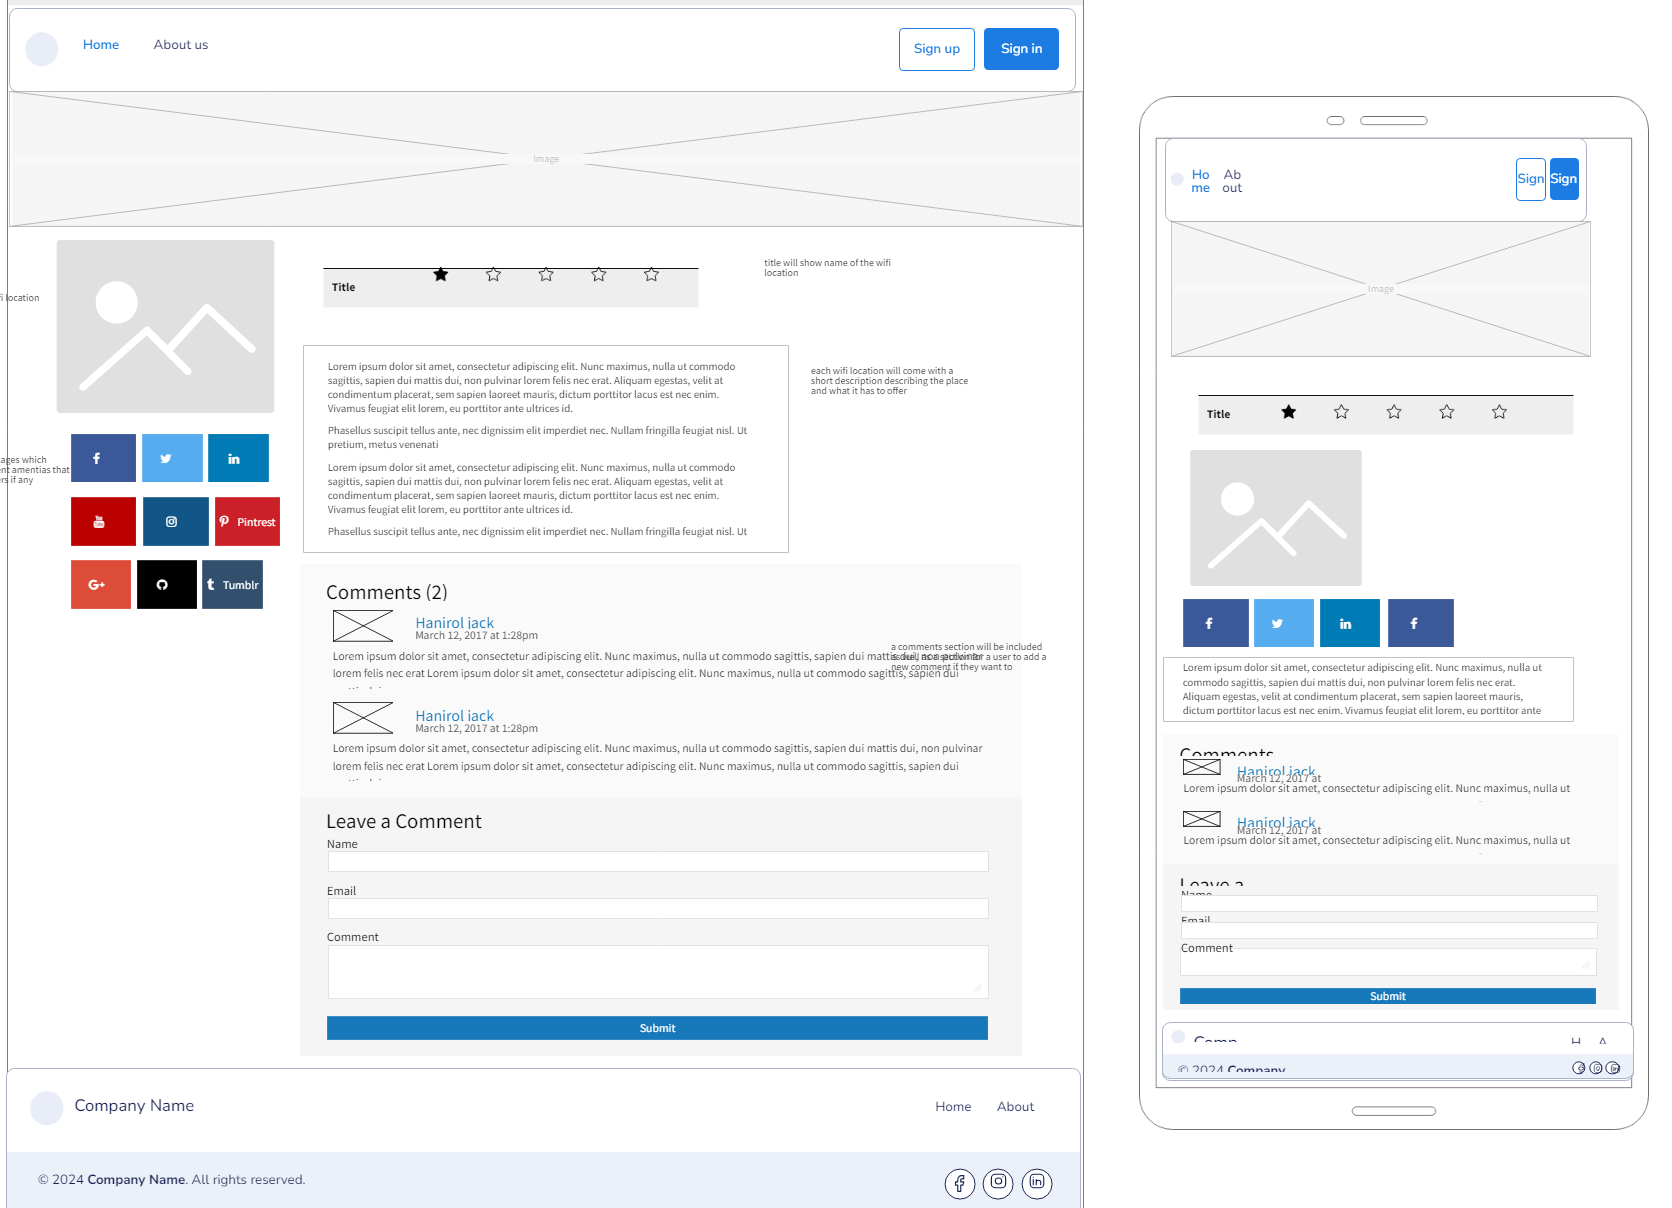 Home
About us
Sign up
Sign in
Image
fi location
Title
title will show name of the wifi
location
Lorem ipsum dolor sit amet, consectetur adipiscing elit. Nunc maximus, nulla ut commodo
sagittis, sapien dui mattis dui, non pulvinar lorem felis nec erat. Aliquam egestas, velit at
condimentum placerat, sem sapien laoreet mauris, dictum porttitor lacus est nec enim.
Vivamus feugiat elit lorem, eu porttitor ante ultrices id.
Phasellus suscipit tellus ante, nec dignissim elit imperdiet nec. Nullam fringilla feugiat nisl. Ut
pretium, metus venenati
Lorem ipsum dolor sit amet, consectetur adipiscing elit. Nunc maximus, nulla ut commodo
sagittis, sapien dui mattis dui, non pulvinar lorem felis nec erat. Aliquam egestas, velit at
condimentum placerat, sem sapien laoreet mauris, dictum porttitor lacus est nec enim.
Vivamus feugiat elit lorem, eu porttitor ante ultrices id.
Phasellus suscipit tellus ante, nec dignissim elit imperdiet nec. Nullam fringilla feugiat nisl. Ut
each wifi location will come with a
short description describing the place
and what it has to offer
ages which
nt amentias that
rs if any
Pintrest
Tumblr
Comments (2)
Hanirol jack
March 12, 2017 at 1:28pm
Lorem ipsum dolor sit amet, consectetur adipiscing elit. Nunc maximus, nulla ut commodo sagittis, sapien dui mattis dui, non pulvinar
lorem felis nec erat Lorem ipsum dolor sit amet, consectetur adipiscing elit. Nunc maximus, nulla ut commodo sagittis, sapien dui
a comments section will be included
for a user to add a
new comment if they want to
Hanirol jack
March 12, 2017 at 1:28pm
Lorem ipsum dolor sit amet, consectetur adipiscing elit. Nunc maximus, nulla ut commodo sagittis, sapien dui mattis dui, non pulvinar
lorem felis nec erat Lorem ipsum dolor sit amet, consectetur adipiscing elit. Nunc maximus, nulla ut commodo sagittis, sapien dui
Leave a Comment
Name
Email
Comment
Submit
Company Name
Home
About
© 2024 Company Name. All rights reserved.
Ho
me
Ab
out
Sign
Sign
Image
Title
Lorem ipsum dolor sit amet, consectetur adipiscing elit. Nunc maximus, nulla ut
commodo sagittis, sapien dui mattis dui, non pulvinar lorem felis nec erat.
Aliquam egestas, velit at condimentum placerat, sem sapien laoreet mauris,
dictum porttitor lacus est nec enim. Vivamus feugiat elit lorem, eu porttitor ante
Comments
Hanirol jack
March 12, 2017 at
Lorem ipsum dolor sit amet, consectetur adipiscing elit. Nunc maximus, nulla ut
Hanirol jack
March 12, 2017 at
Lorem ipsum dolor sit amet, consectetur adipiscing elit. Nunc maximus, nulla ut
Leave a
Name
Email
Comment
Submit
Comp
H
A
© 2024 Company